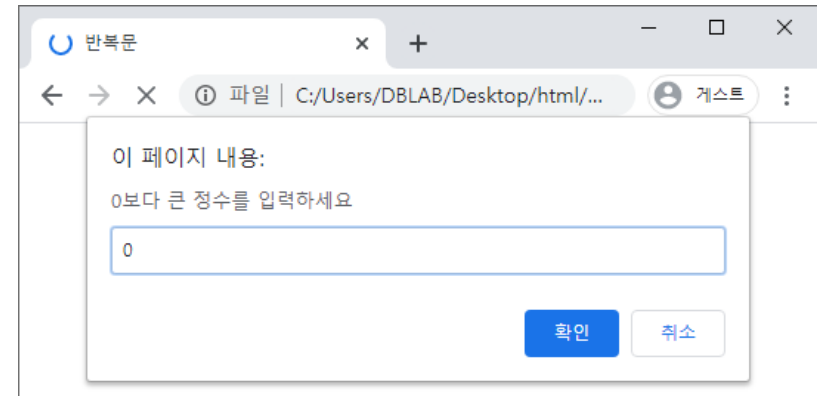 반복문
파일 | C:/Users/DBLAB/Desktop/html/... 게스트
이 페이지 내용:
0보다 큰 정수를 입력하세요
0
확인 취소